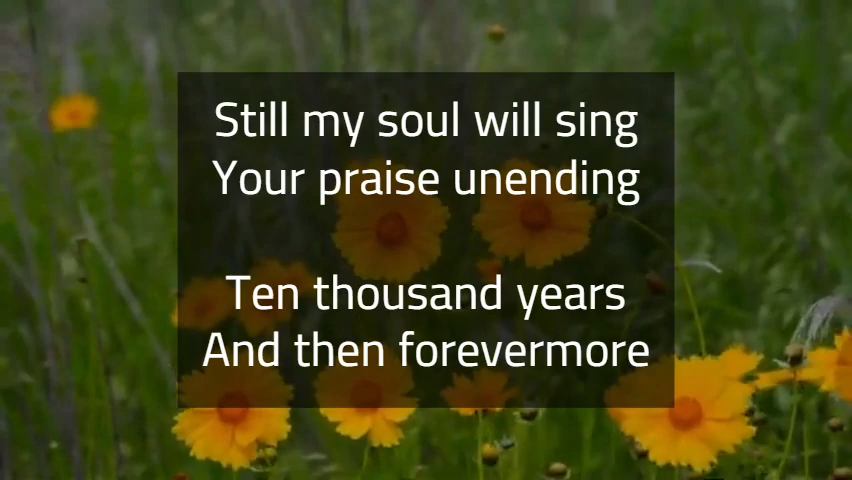 Still my soul will sing
Your praise unending
Ten thousand years
And then forevermore